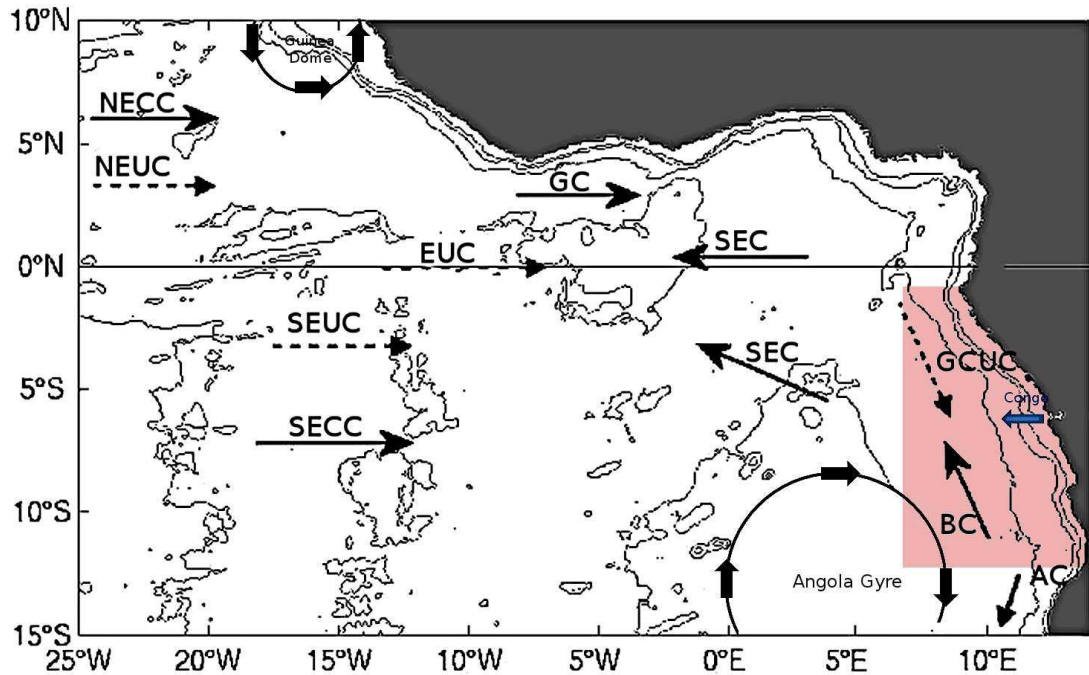 10°N
Guinea
Dome
NECC
5°N
NEUC
GC
SEC
EUC
0°N
SEUC
SEC
GCUC
5°S
Congo
SECC
10°S
BC
Angola Gyre
AC
15°S
25°W 20°W 15°W 10°W 5°W 0°E 5°E 10°E